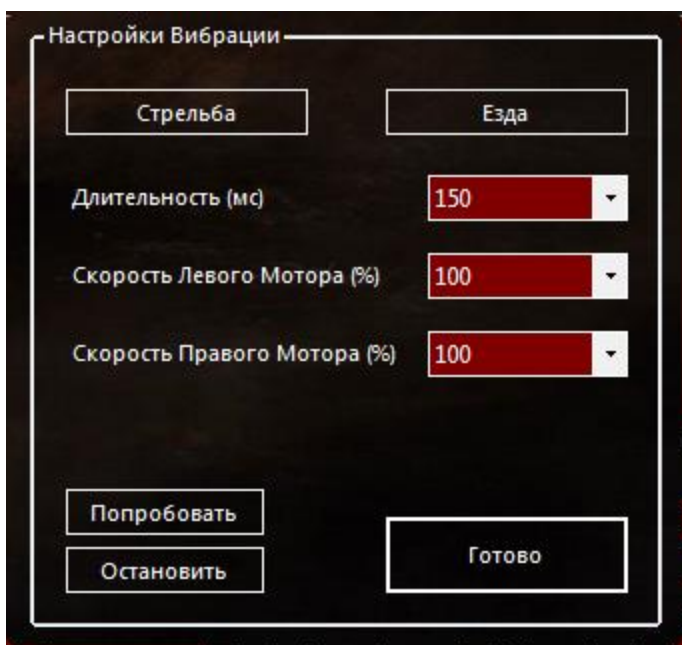 Настройки Вибрации
Стрельба
Езда
Длительность (мс)
150
Скорость Левого Мотора (%)
100
Скорость Правого Мотора (%)
100
Попробовать
Остановить
Готово